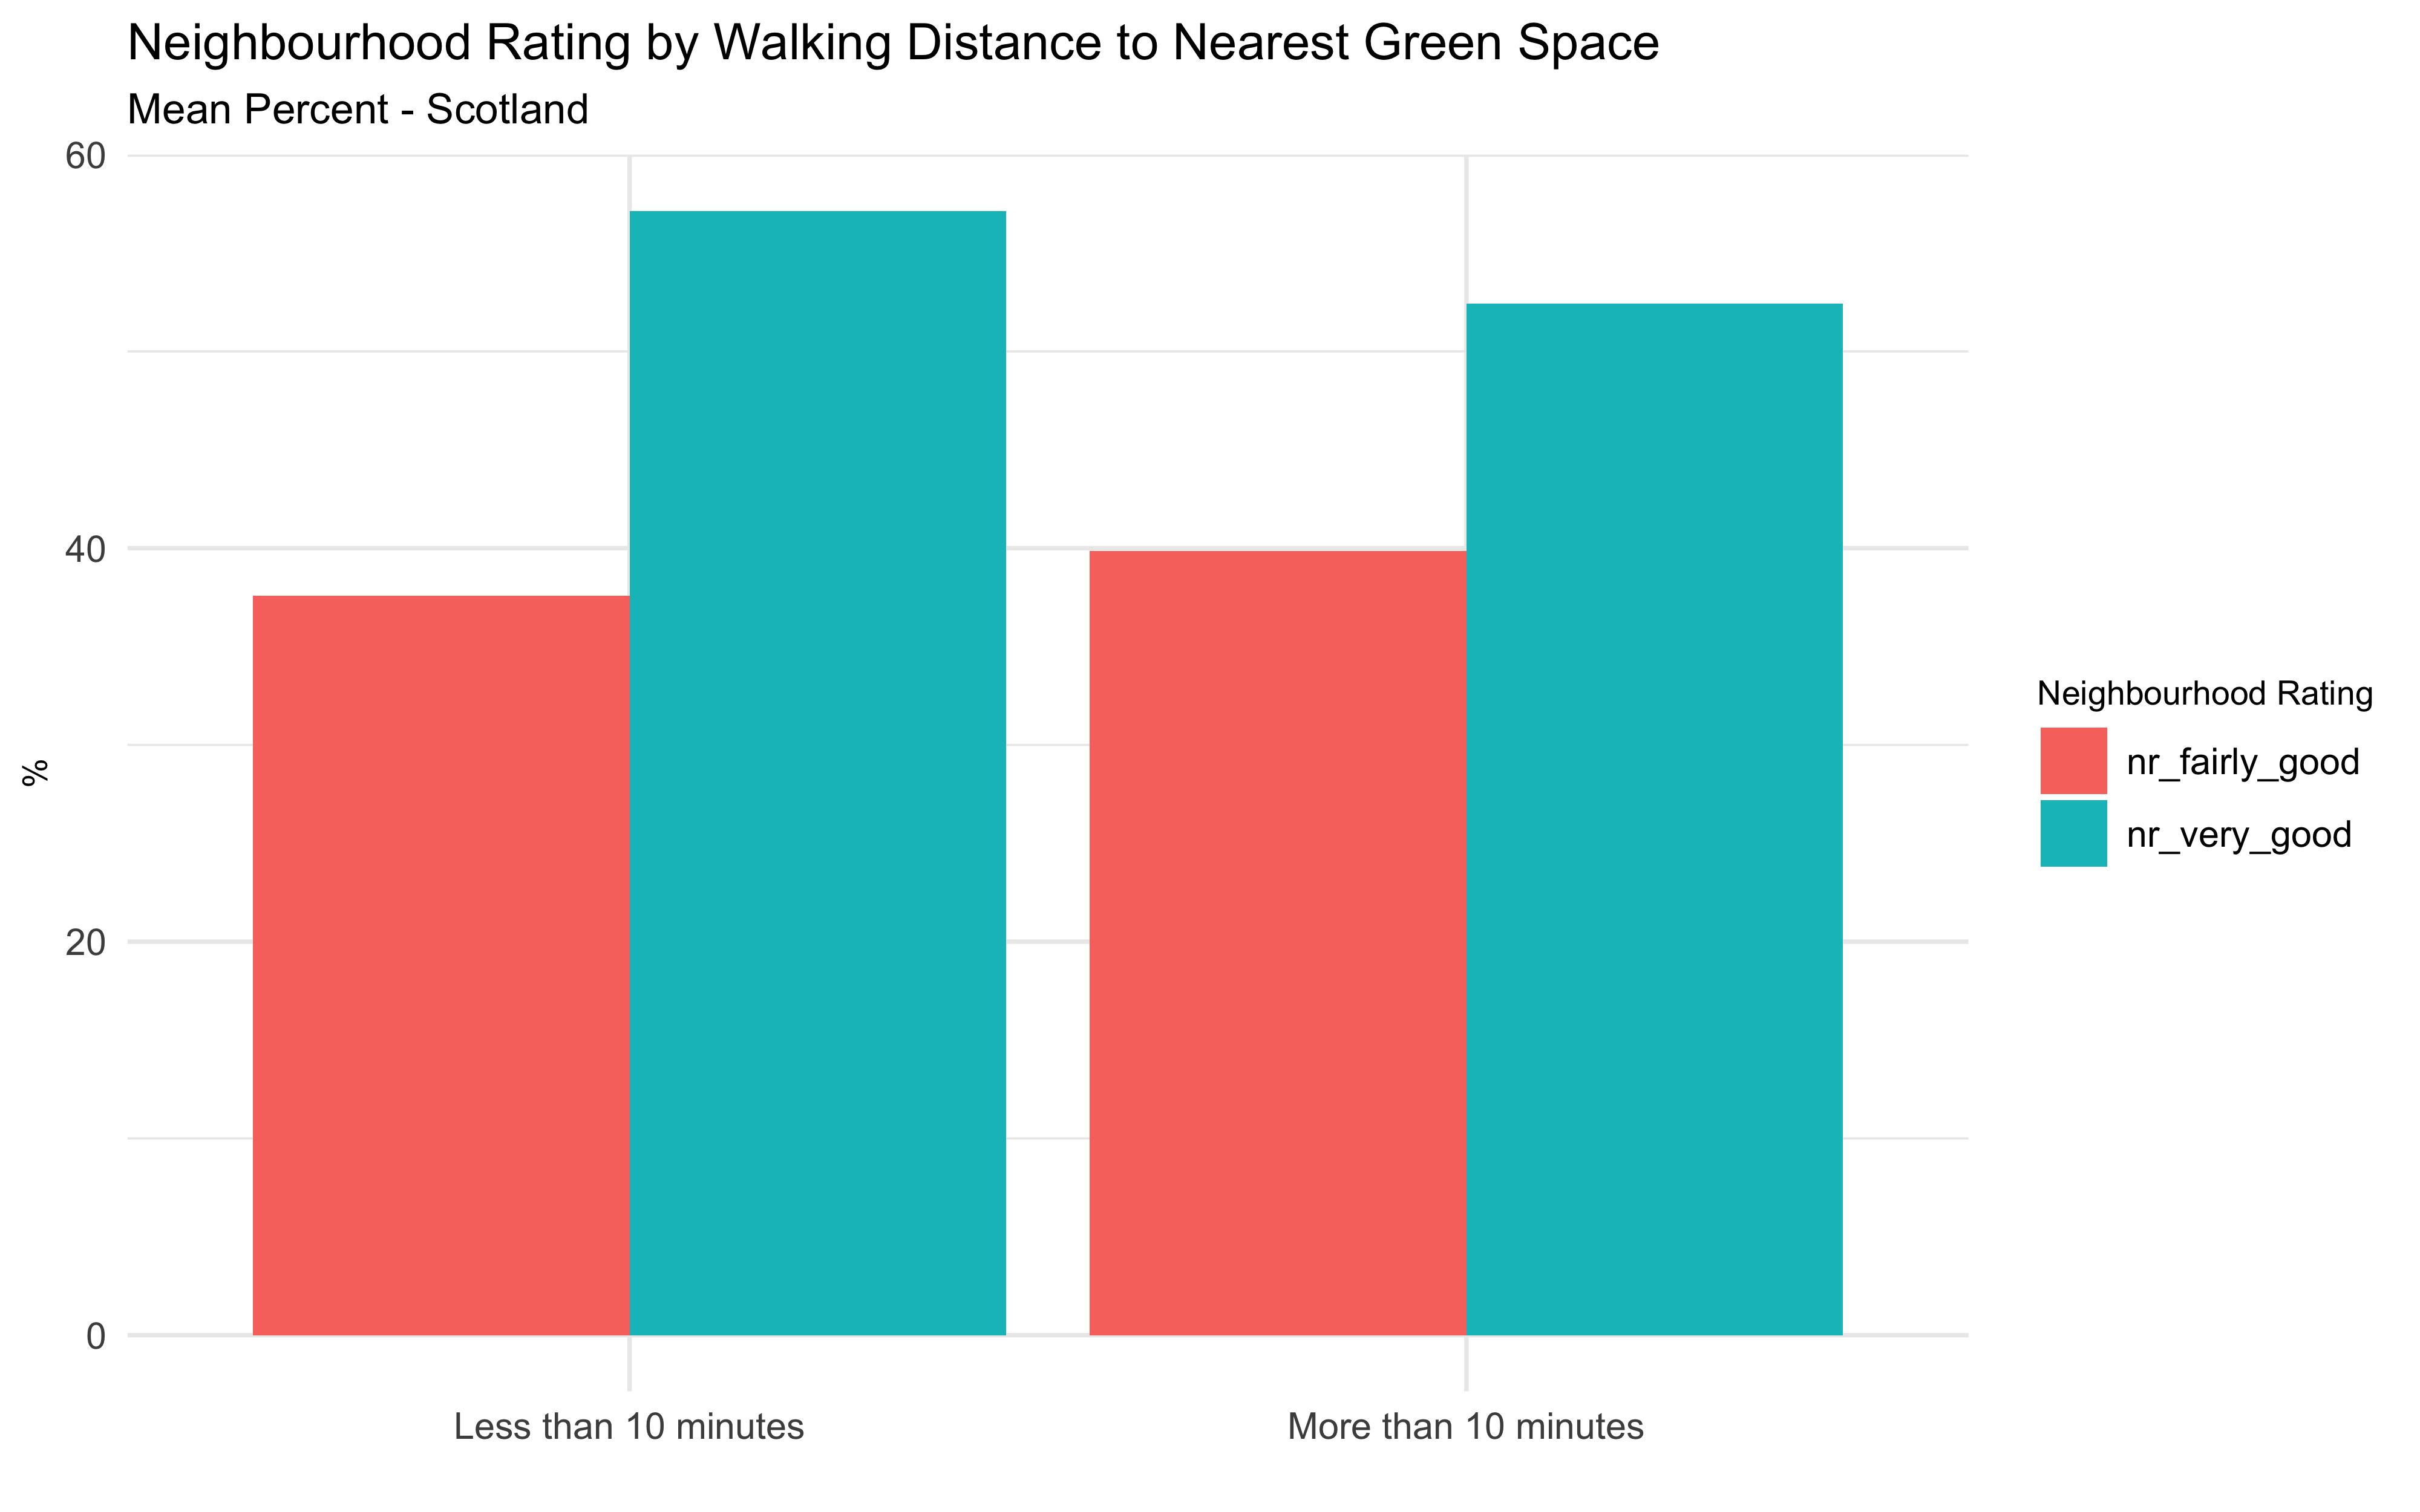 Neighbourhood Rating by Walking Distance to Nearest Green Space
Mean Percent - Scotland
60
40
20
0
%
Less than 10 minutes
More than 10 minutes
Neighbourhood Rating
nr_fairly_good
nr_very_good